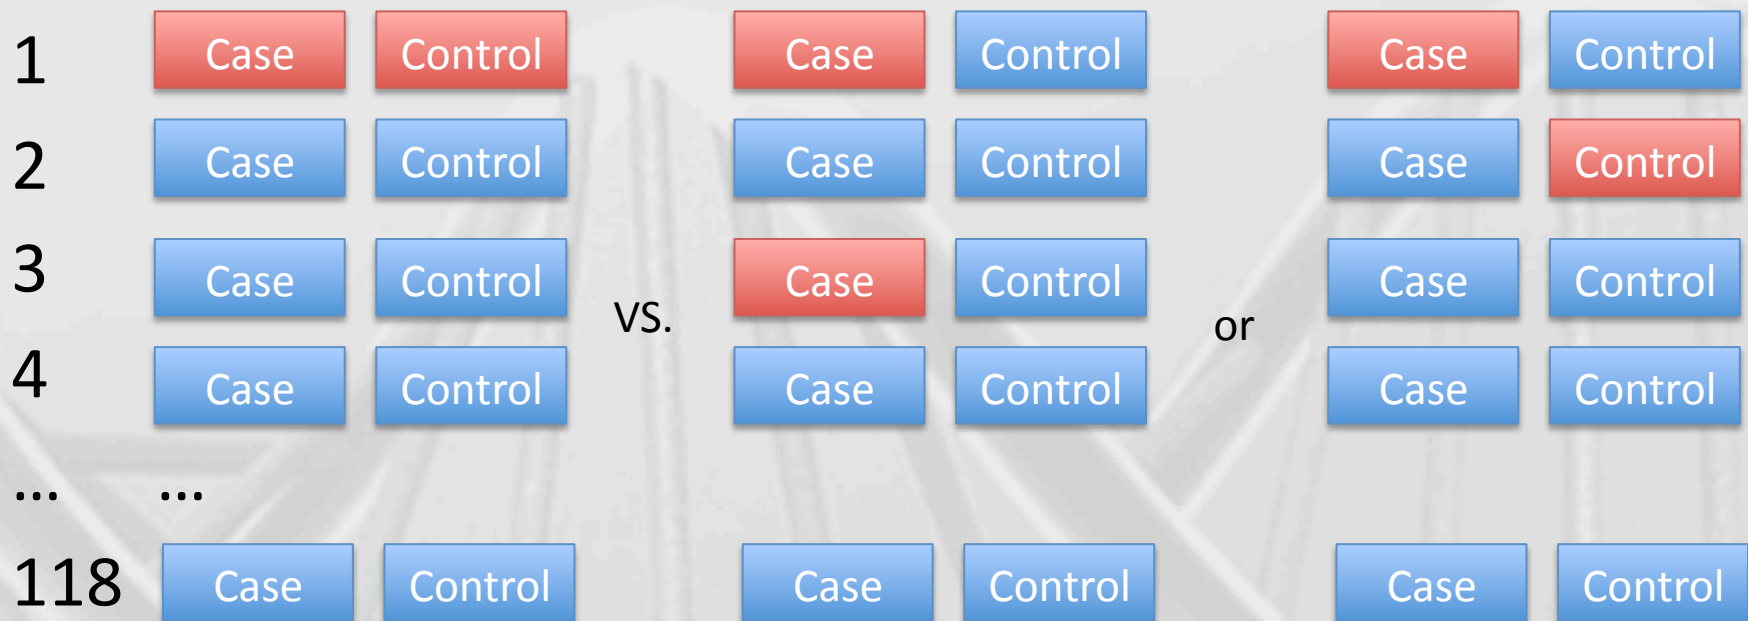 1 Case Control Case Control Case Control
2 Case Control Case Control Case Control
3 Case Control Case Control Case Control
vs. or
4 Case Control Case Control Case Control
... ...
118 Case Control Case Control Case Control